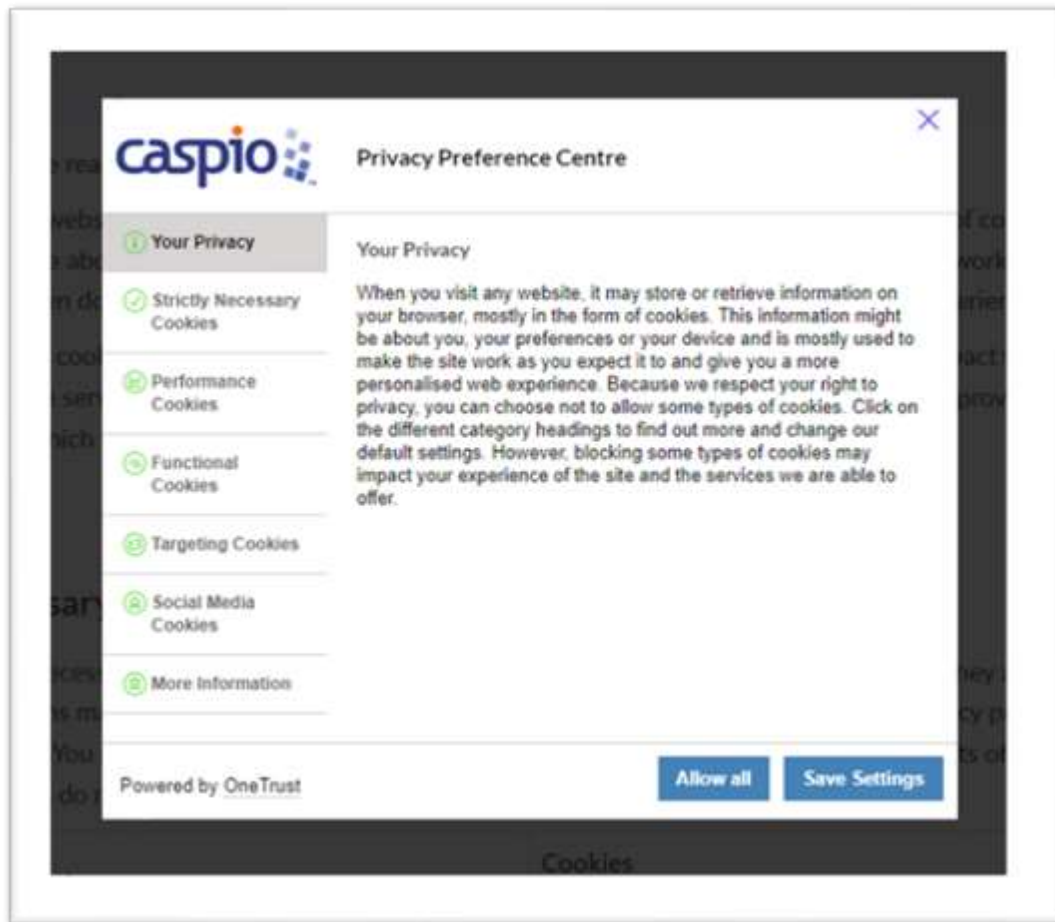 caspio
Privacy Preference Centre
Your Privacy
Strictly Necessary
Cookies
Performance
Cookies
Functional
Cookies
Targeting Cookies
Social Media
Cookies
More Information
Your Privacy
When you visit any website, it may store or retrieve information on
your browser, mostly in the form of cookies. This information might
be about you, your preferences or your device and is mostly used to
make the site work as you expect it to and give you a more
personalised web experience. Because we respect your right to
privacy, you can choose not to allow some types of cookies. Click on
the different category headings to find out more and change our
default settings. However, blocking some types of cookies may
impact your experience of the site and the services we are able to
offer.
Powered by OneTrust
Allow all
Save Settings
Cookies